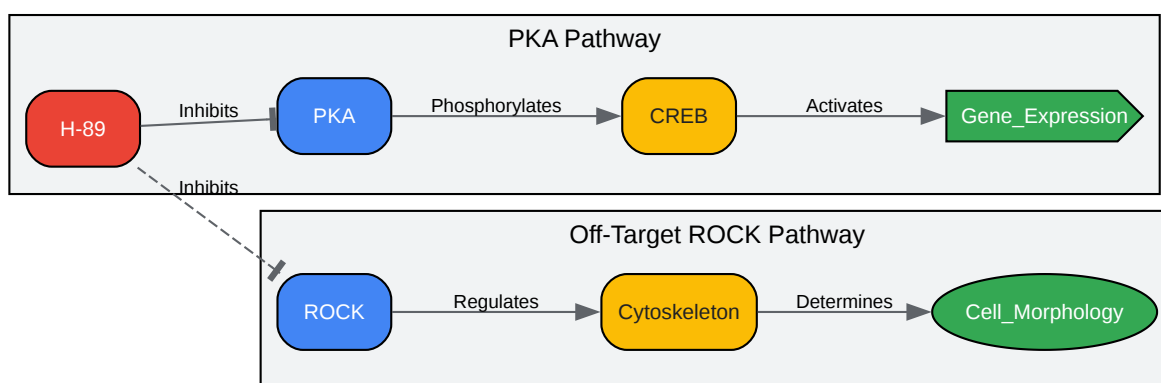 PKA Pathway
H-89
Inhibits
PKA
Phosphorylates
CREB
Activates
Gene_Expression
Inhibits
Off-Target ROCK Pathway
ROCK
Regulates
Cytoskeleton
Determines
Cell_Morphology